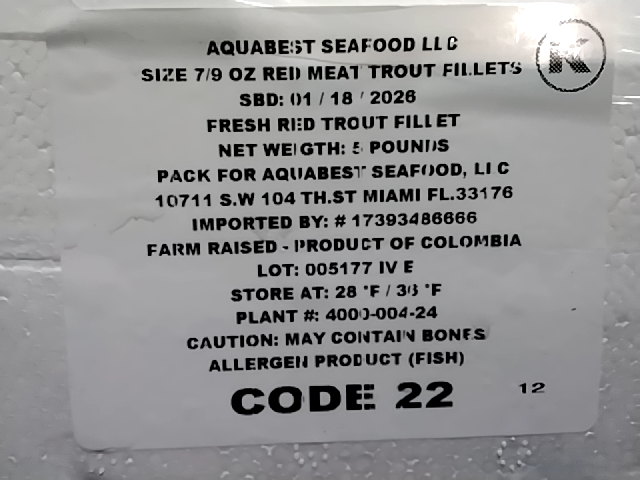 AQUABEST SEAFOOD LLC
K
SIZE 7/9 OZ RED MEAT TROUT FILLETS
SBD: 01 / 18 / 2026
FRESH RED TROUT FILLET
NET WEIGTH: 5 POUNDS
PACK FOR AQUABEST SEAFOOD, LLC
10711 S.W 104 TH.ST MIAMI FL.33176
IMPORTED BY: # 17393486666
FARM RAISED - PRODUCT OF COLOMBIA
LOT: 005177 IV E
STORE AT: 28 °F / 36 °F
PLANT #: 4000-004-24
CAUTION: MAY CONTAIN BONES
ALLERGEN PRODUCT (FISH)
CODE 22
12